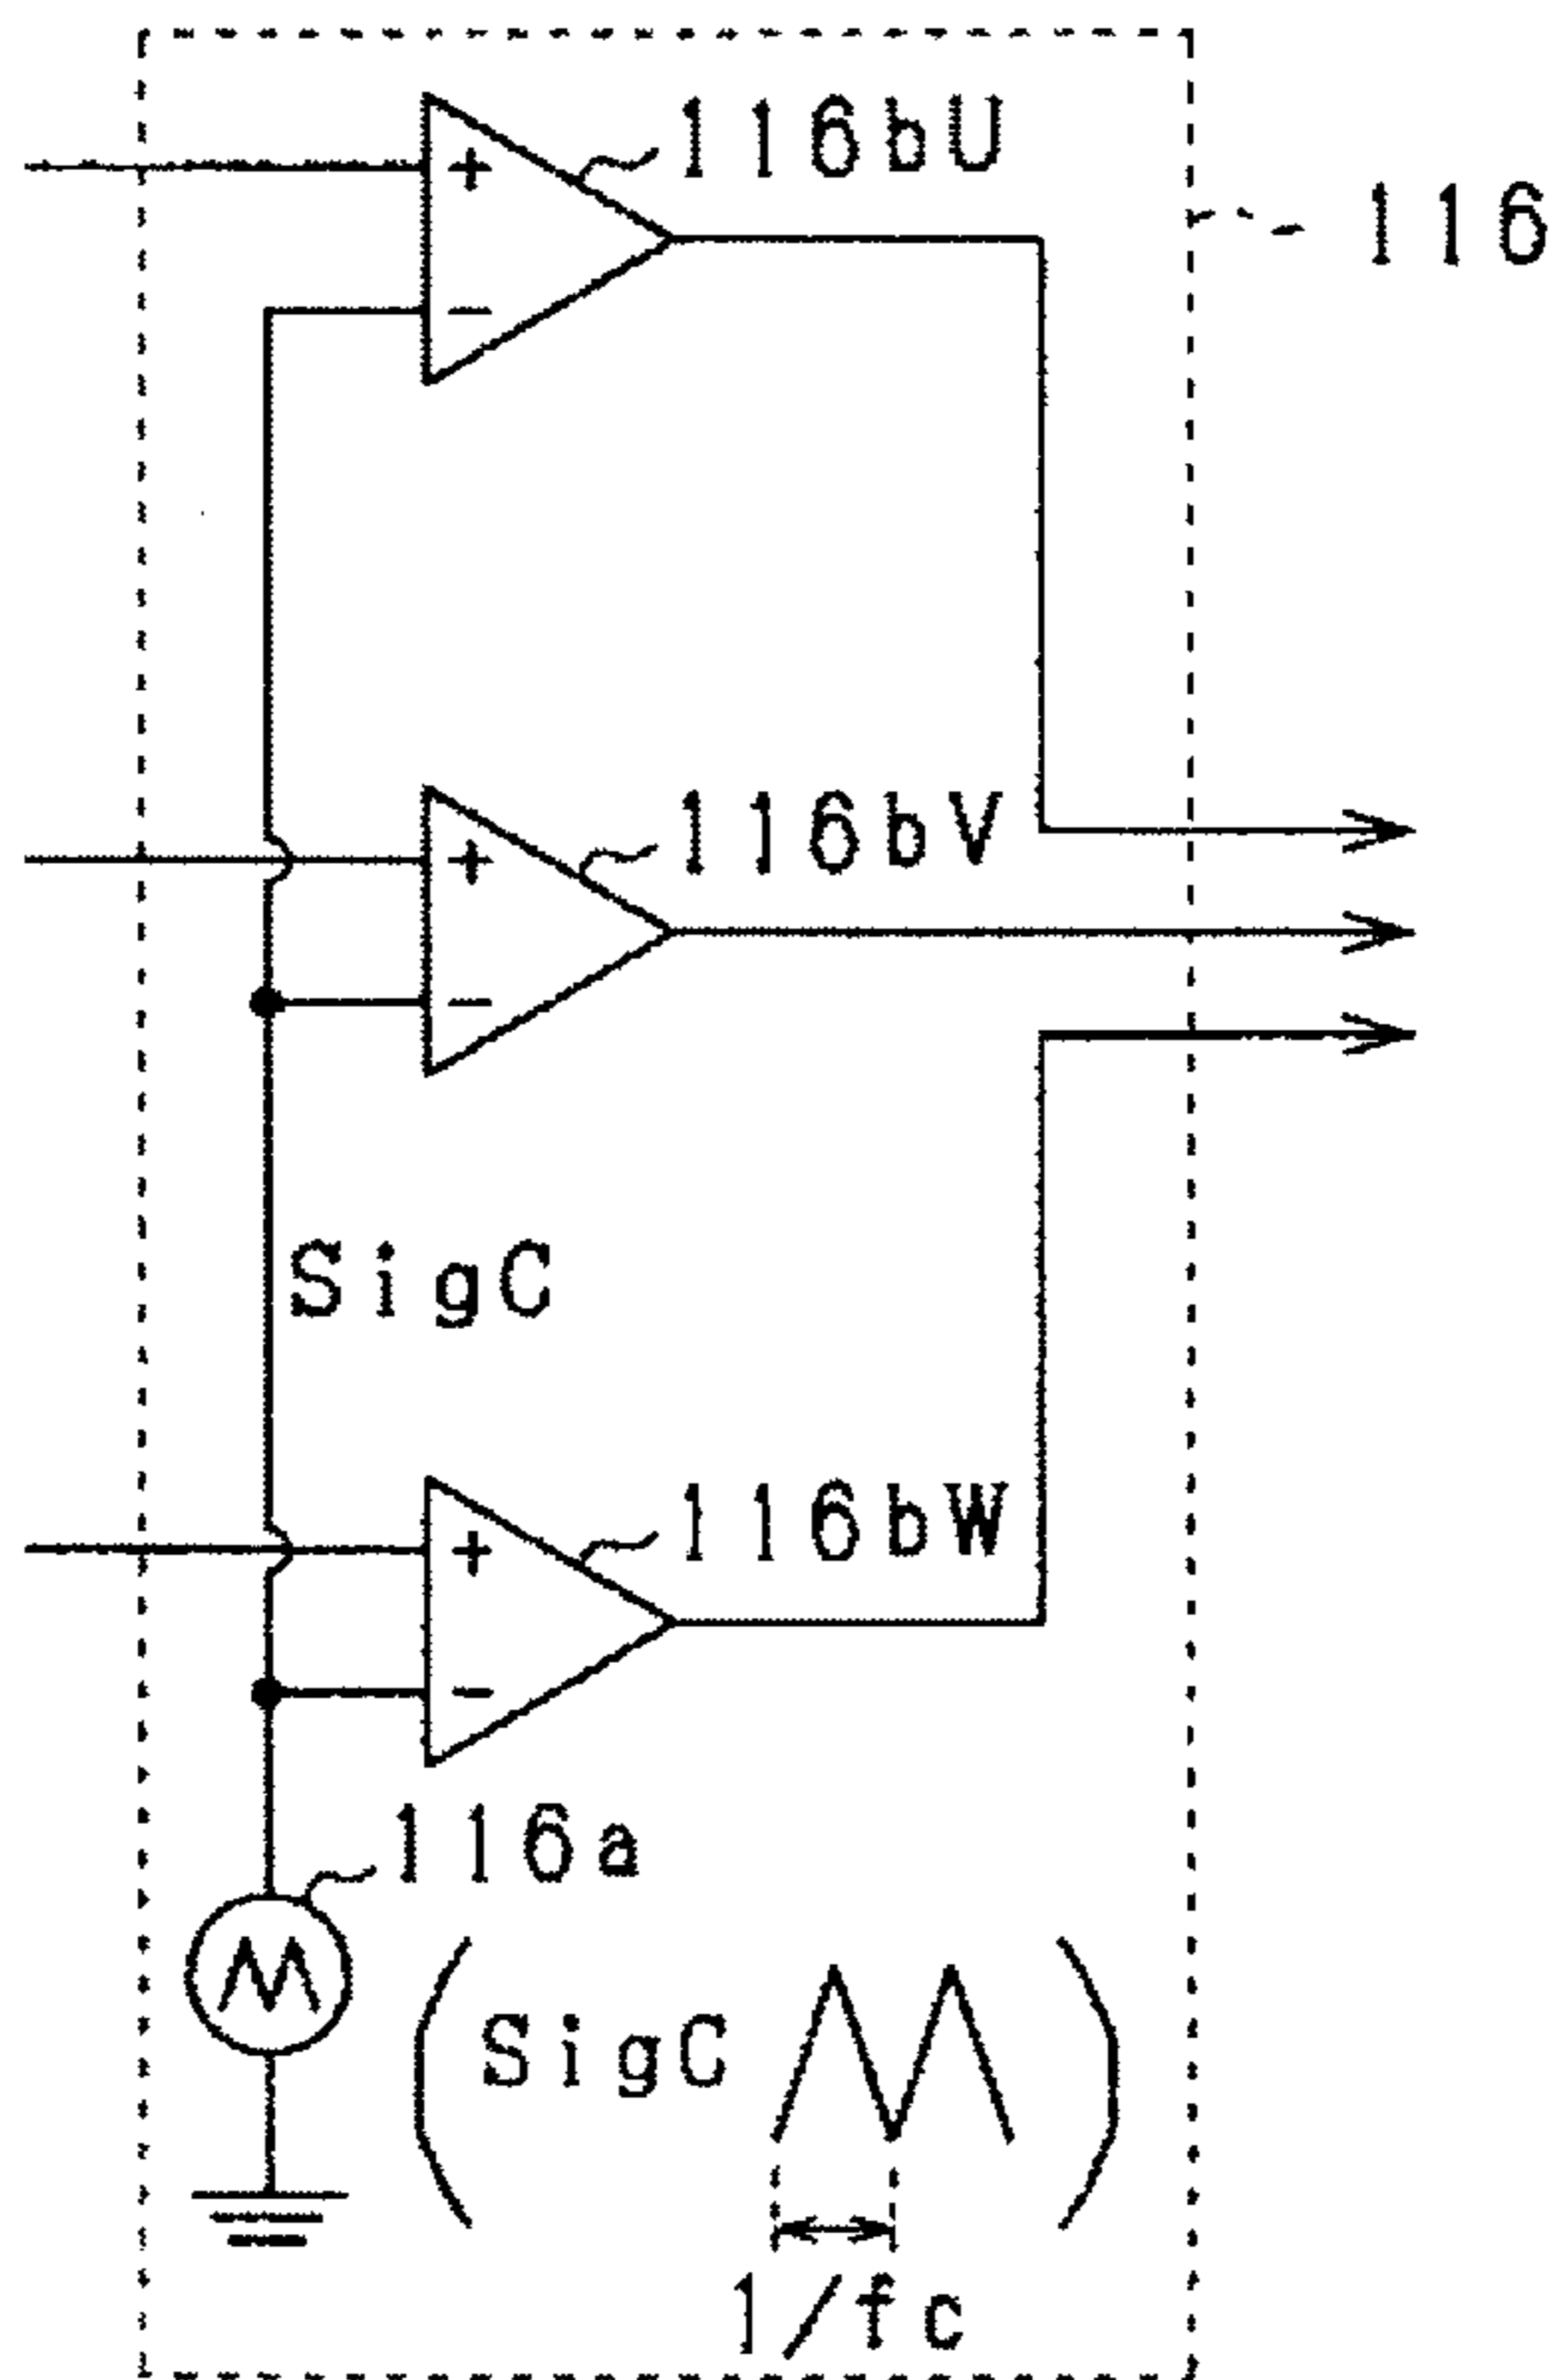 116bU
116
+
−
116bV
+
−
SigC
116bW
+
−
116a
(SigC)
1/fc